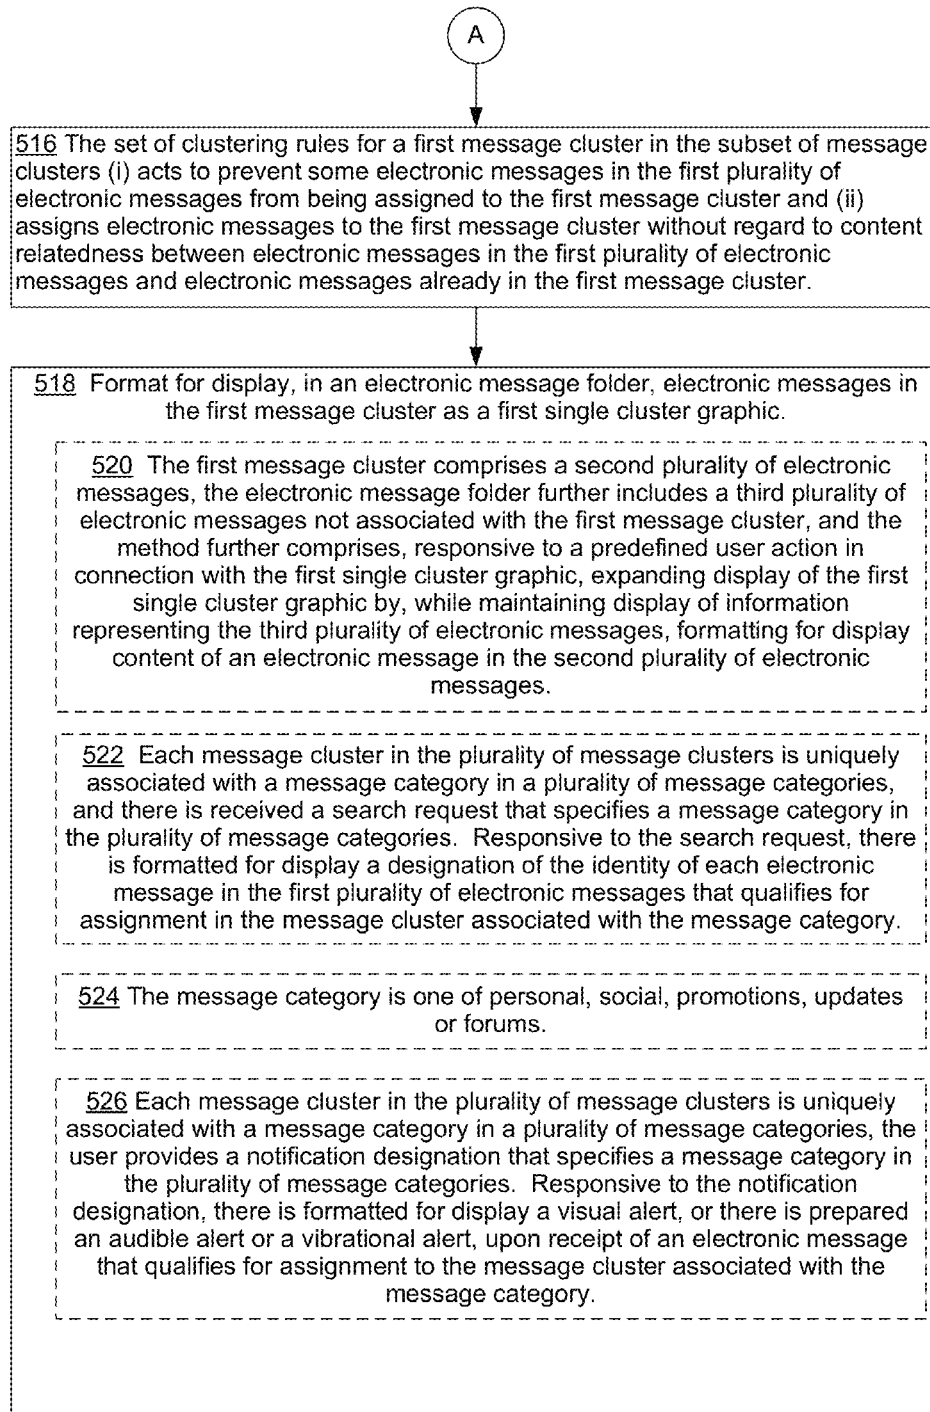 A
516 The set of clustering rules for a first message cluster in the subset of message
clusters (i) acts to prevent some electronic messages in the first plurality of
electronic messages from being assigned to the first message cluster and (ii)
assigns electronic messages to the first message cluster without regard to content
relatedness between electronic messages in the first plurality of electronic
messages and electronic messages already in the first message cluster.
518 Format for display, in an electronic message folder, electronic messages in
the first message cluster as a first single cluster graphic.
520 The first message cluster comprises a second plurality of electronic
messages, the electronic message folder further includes a third plurality of
electronic messages not associated with the first message cluster, and the
method further comprises, responsive to a predefined user action in
connection with the first single cluster graphic, expanding display of the first
single cluster graphic by, while maintaining display of information
representing the third plurality of electronic messages, formatting for display
content of an electronic message in the second plurality of electronic
messages.
522 Each message cluster in the plurality of message clusters is uniquely
associated with a message category in a plurality of message categories,
and there is received a search request that specifies a message category in
the plurality of message categories. Responsive to the search request, there
is formatted for display a designation of the identity of each electronic
message in the first plurality of electronic messages that qualifies for
assignment in the message cluster associated with the message category.
524 The message category is one of personal, social, promotions, updates
or forums.
526 Each message cluster in the plurality of message clusters is uniquely
associated with a message category in a plurality of message categories, the
user provides a notification designation that specifies a message category in
the plurality of message categories. Responsive to the notification
designation, there is formatted for display a visual alert, or there is prepared
an audible alert or a vibrational alert, upon receipt of an electronic message
that qualifies for assignment to the message cluster associated with the
message category.